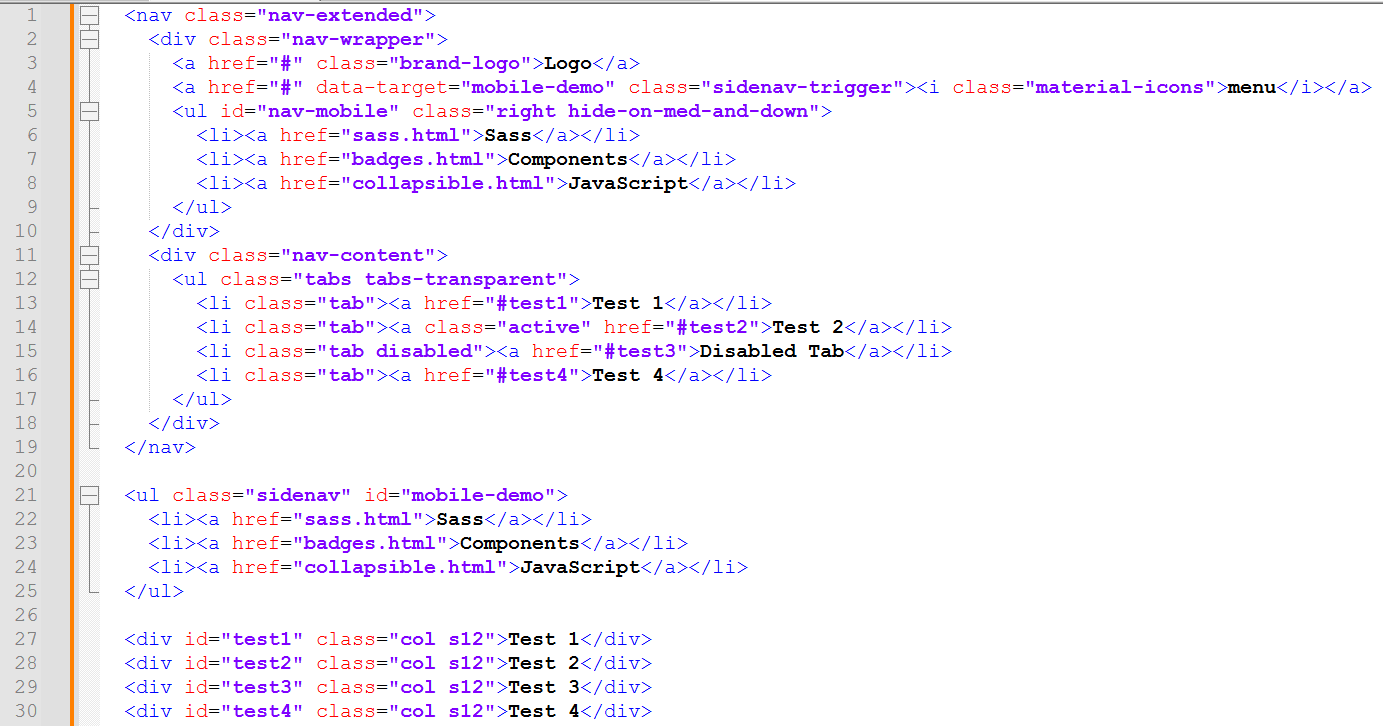 1 <nav class="nav-extended">
2   <div class="nav-wrapper">
3     <a href="#" class="brand-logo">Logo</a>
4     <a href="#" data-target="mobile-demo" class="sidenav-trigger"><i class="material-icons">menu</i></a>
5     <ul id="nav-mobile" class="right hide-on-med-and-down">
6       <li><a href="sass.html">Sass</a></li>
7       <li><a href="badges.html">Components</a></li>
8       <li><a href="collapsible.html">JavaScript</a></li>
9     </ul>
10   </div>
11   <div class="nav-content">
12     <ul class="tabs tabs-transparent">
13       <li class="tab"><a href="#test1">Test 1</a></li>
14       <li class="tab"><a class="active" href="#test2">Test 2</a></li>
15       <li class="tab disabled"><a href="#test3">Disabled Tab</a></li>
16       <li class="tab"><a href="#test4">Test 4</a></li>
17     </ul>
18   </div>
19 </nav>
20
21 <ul class="sidenav" id="mobile-demo">
22   <li><a href="sass.html">Sass</a></li>
23   <li><a href="badges.html">Components</a></li>
24   <li><a href="collapsible.html">JavaScript</a></li>
25 </ul>
26
27 <div id="test1" class="col s12">Test 1</div>
28 <div id="test2" class="col s12">Test 2</div>
29 <div id="test3" class="col s12">Test 3</div>
30 <div id="test4" class="col s12">Test 4</div>